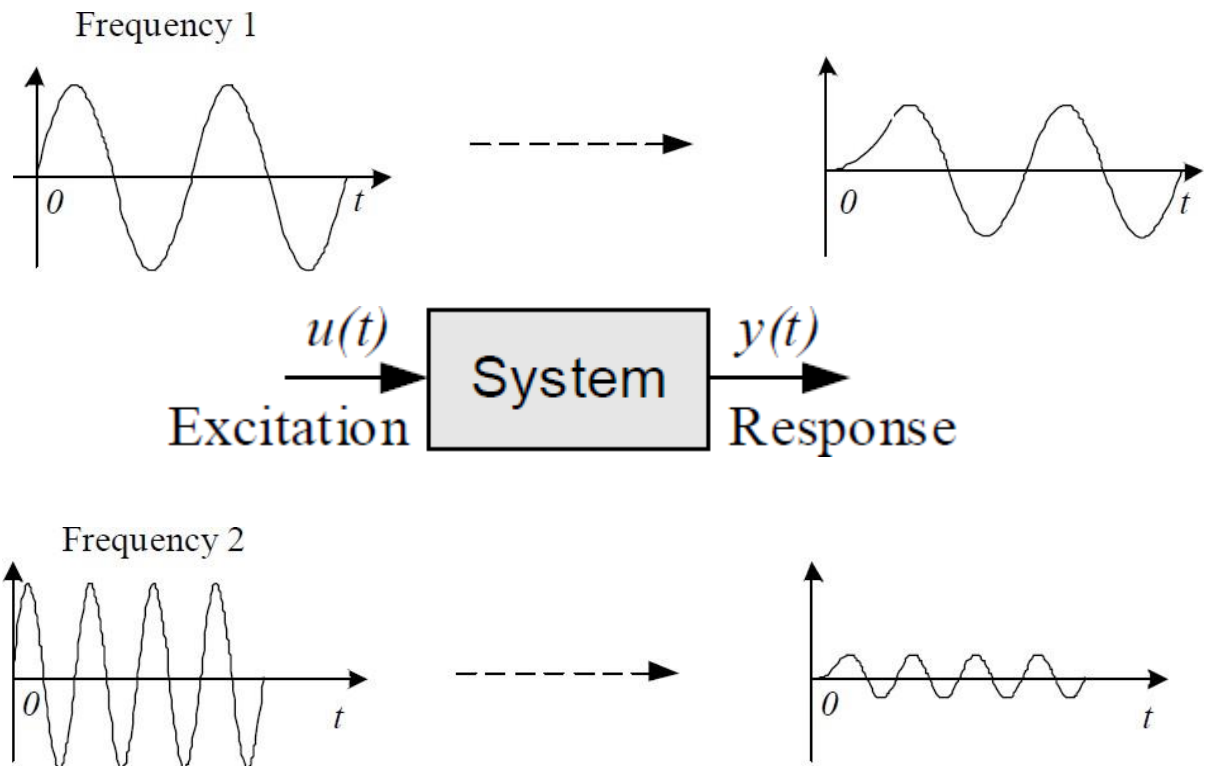 Frequency 1
0 t
0 t
u(t) y(t)
System
Excitation Response
Frequency 2
0 t
0 t